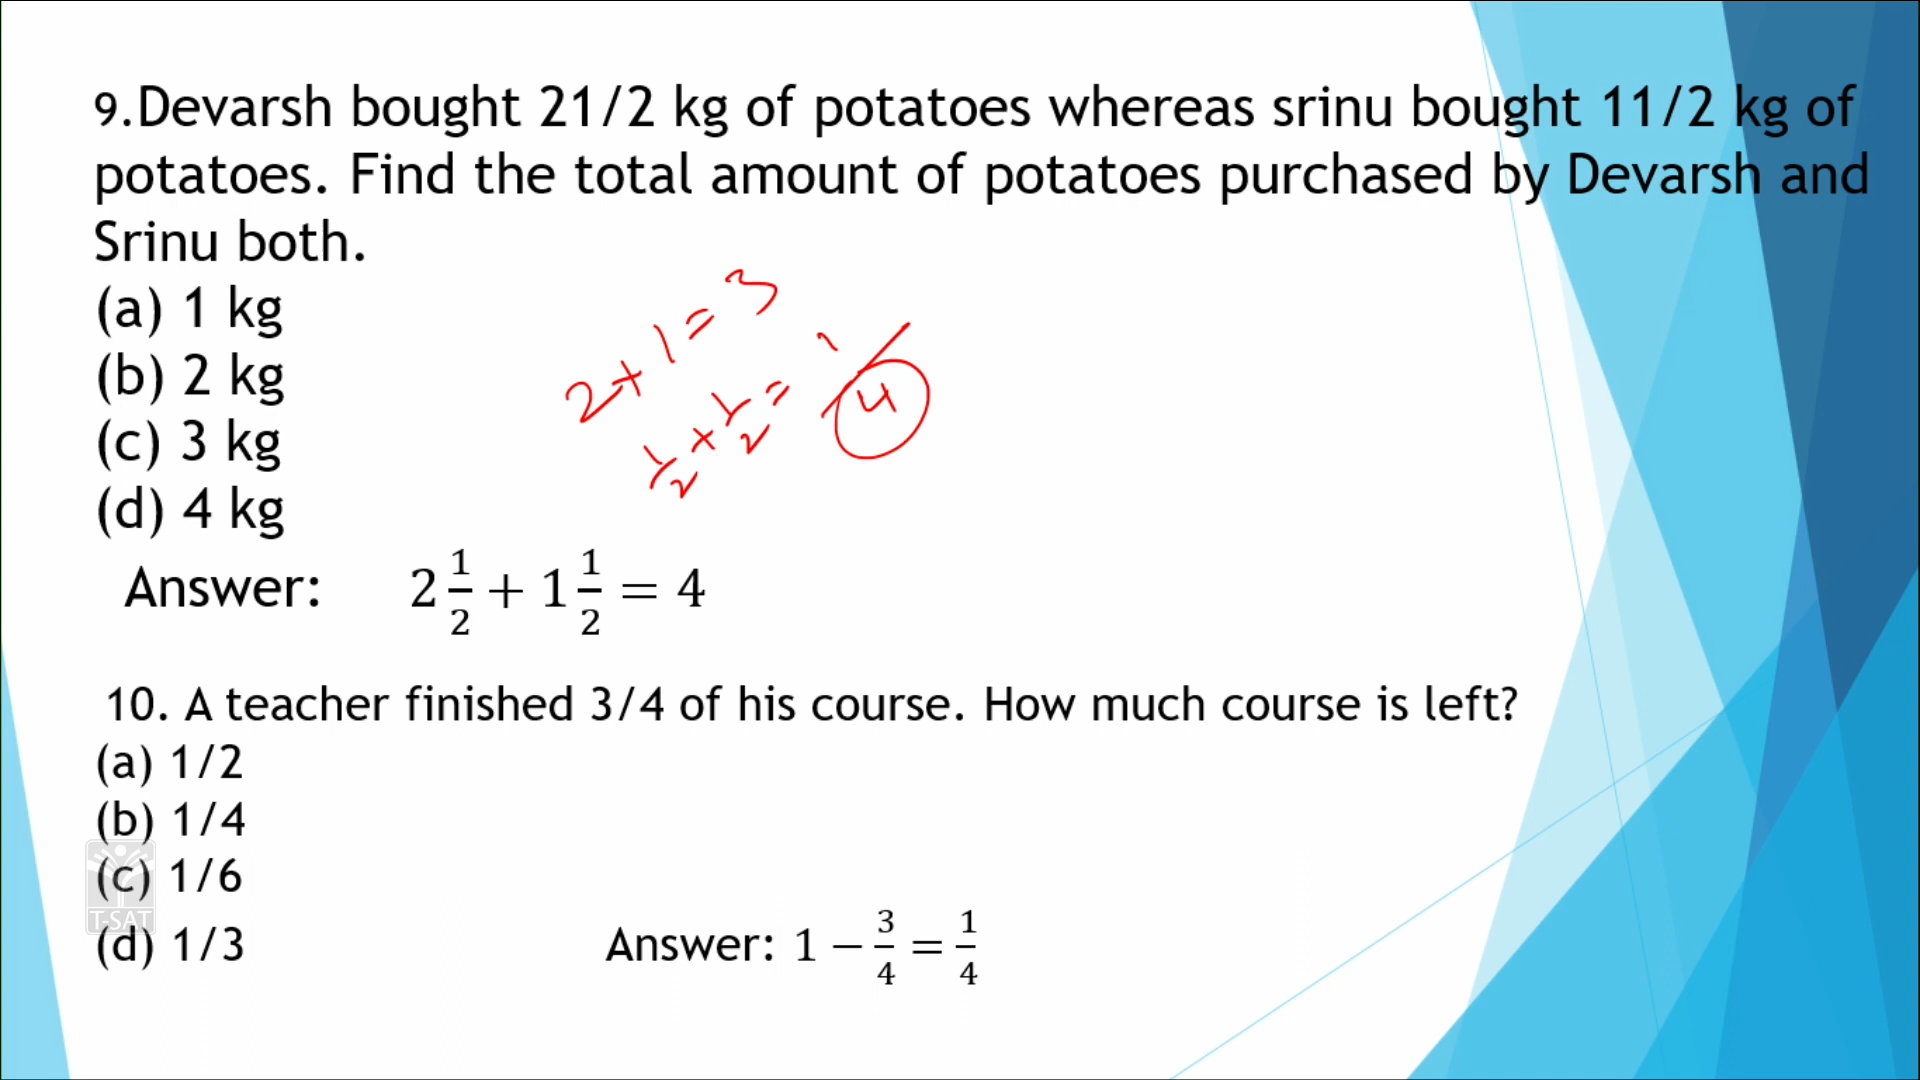 9.Devarsh bought 21/2 kg of potatoes whereas srinu bought 11/2 kg of
potatoes. Find the total amount of potatoes purchased by Devarsh and
Srinu both.
(a) 1 kg
(b) 2 kg
(c) 3 kg
(d) 4 kg
2+1=3
1/2+1/2= 1
4
Answer: 2 1/2 + 1 1/2 = 4
10. A teacher finished 3/4 of his course. How much course is left?
(a) 1/2
(b) 1/4
(c) 1/6
(d) 1/3
T-SAT
Answer: 1 − 3/4 = 1/4